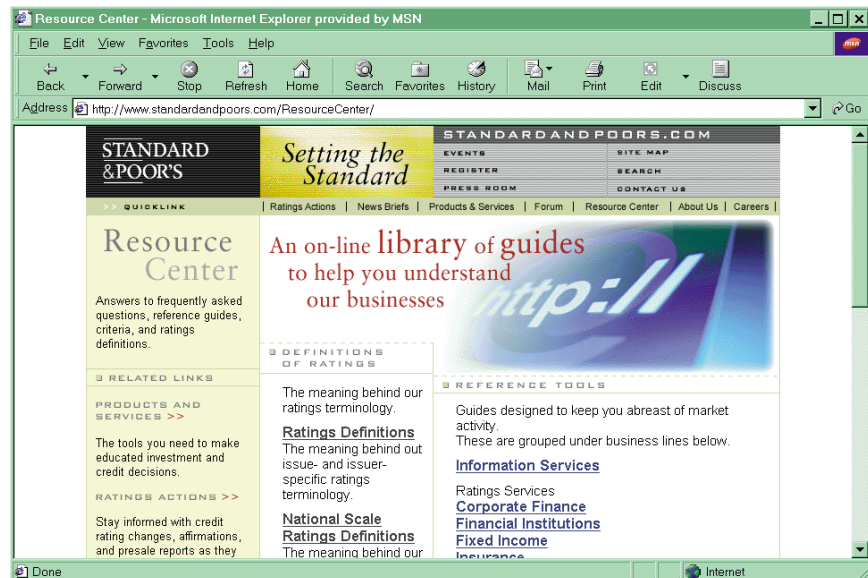 Resource Center - Microsoft Internet Explorer provided by MSN
File Edit View Favorites Tools Help
msn
Back Forward Stop Refresh Home Search Favorites History Mail Print Edit Discuss
Address http://www.standardandpoors.com/ResourceCenter/ Go
STANDARD
&POOR'S
Setting the
Standard
STANDARDANDPOORS.COM
EVENTS SITE MAP
REGISTER SEARCH
PRESS ROOM CONTACT US
>> QUICKLINK | Ratings Actions | News Briefs | Products & Services | Forum | Resource Center | About Us | Careers |
Resource
Center
Answers to frequently asked
questions, reference guides,
criteria, and ratings
definitions.
RELATED LINKS
PRODUCTS AND
SERVICES >>
The tools you need to make
educated investment and
credit decisions.
RATINGS ACTIONS >>
Stay informed with credit
rating changes, affirmations,
and presale reports as they
An on-line library of guides
to help you understand
our businesses
http://
DEFINITIONS
OF RATINGS
The meaning behind our
ratings terminology.
Ratings Definitions
The meaning behind out
issue- and issuer-
specific ratings
terminology.
National Scale
Ratings Definitions
The meaning behind our
REFERENCE TOOLS
Guides designed to keep you abreast of market
activity.
These are grouped under business lines below.
Information Services
Ratings Services
Corporate Finance
Financial Institutions
Fixed Income
Insurance
Done Internet